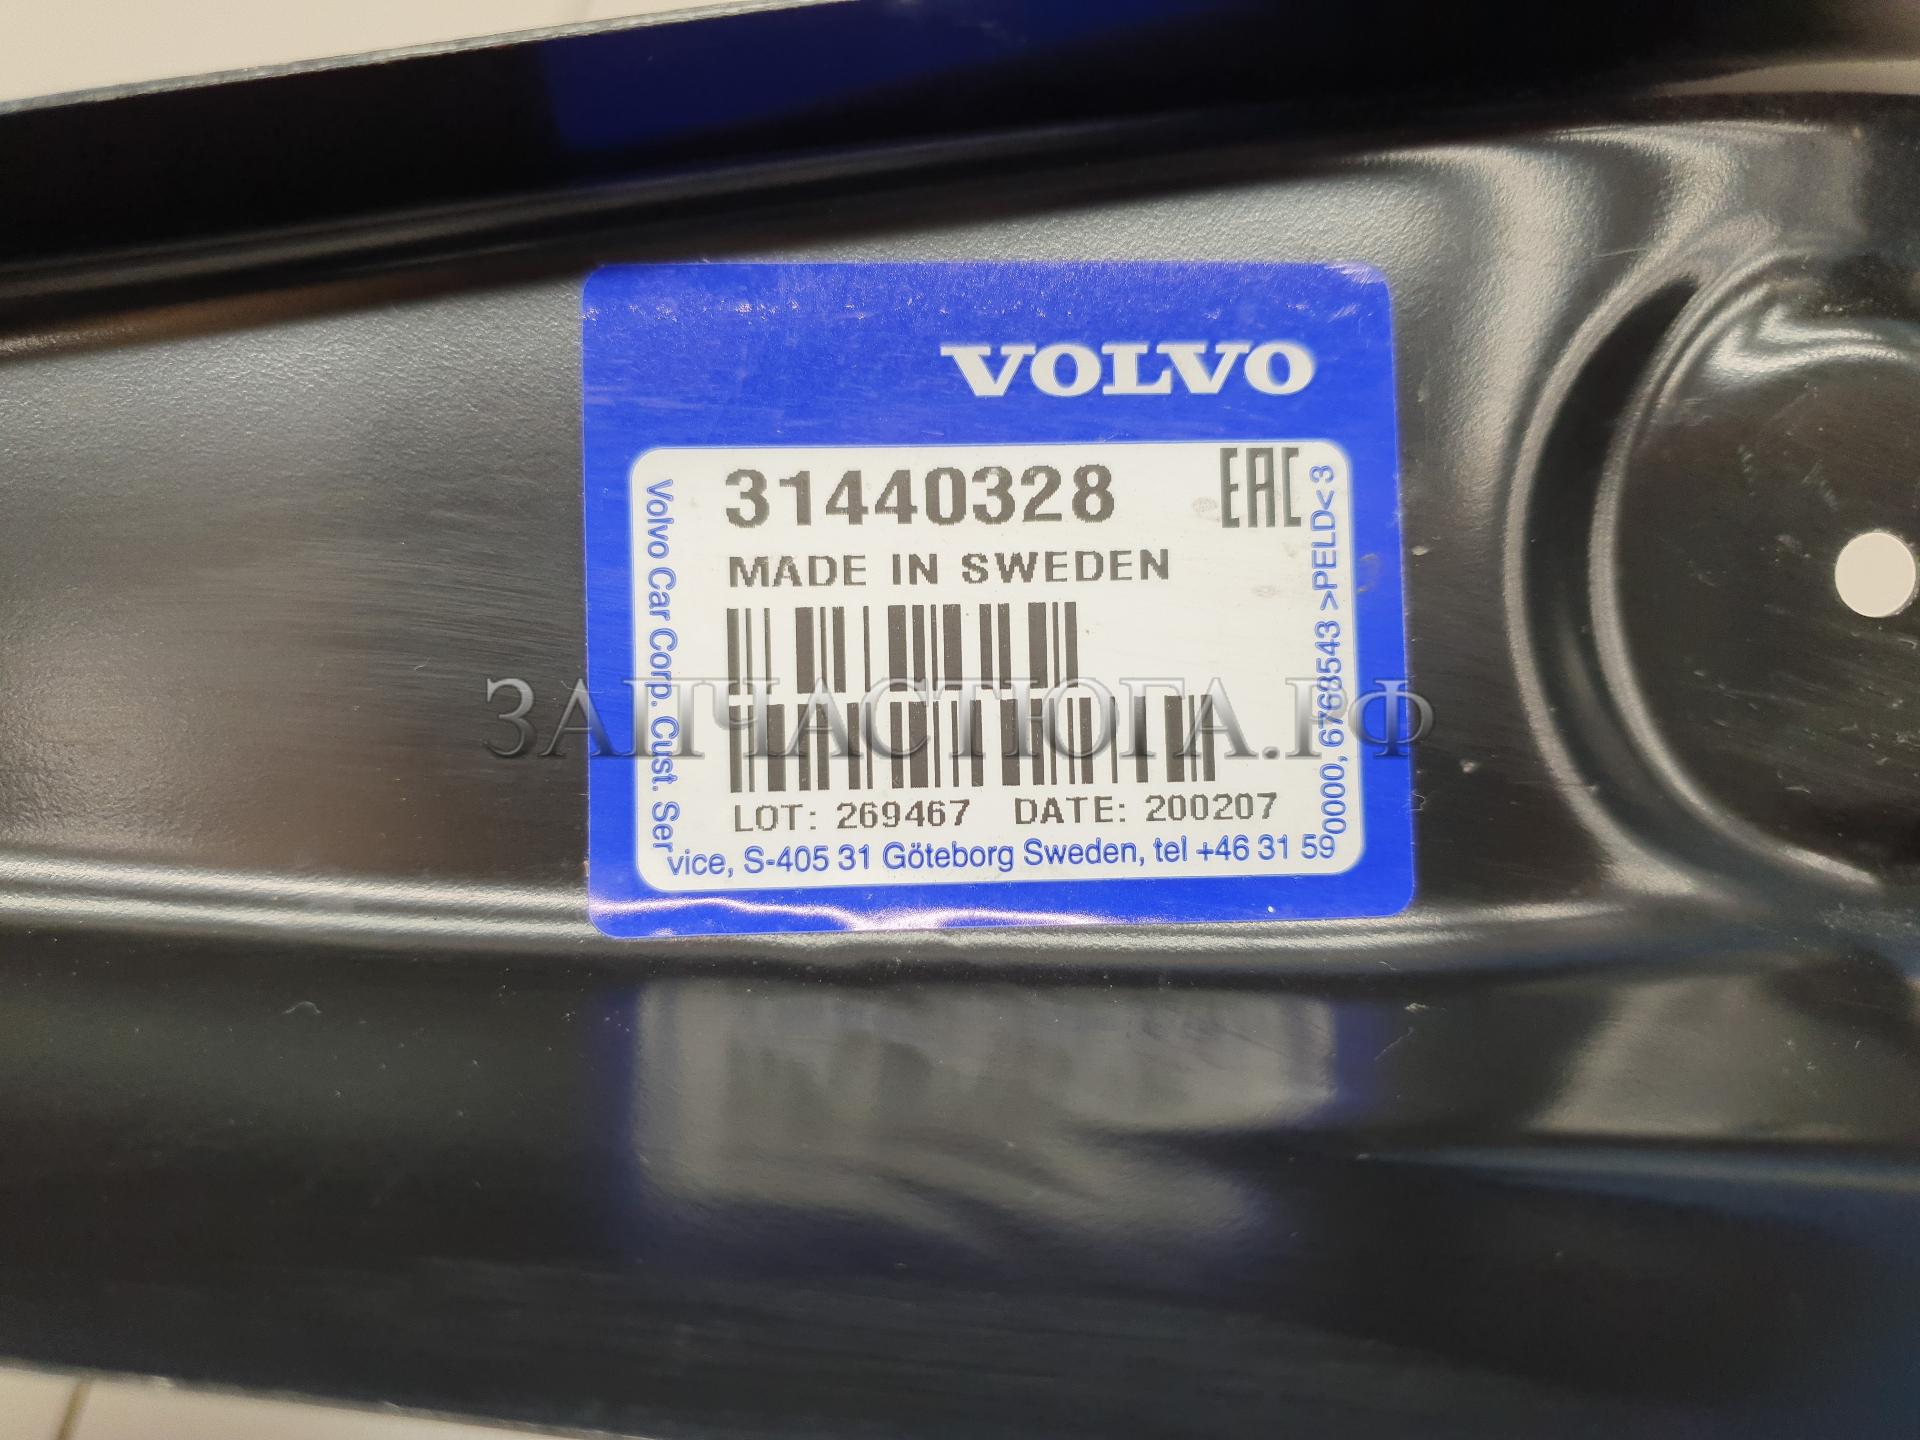 VOLVO
31440328
EAC
MADE IN SWEDEN
LOT: 269467 DATE: 200207
Volvo Car Corp. Cust. Service, S-405 31 Göteborg Sweden, tel +46 31 590000, 6768543 >PELD<3
ЗАПЧАСТЮГА.РФ